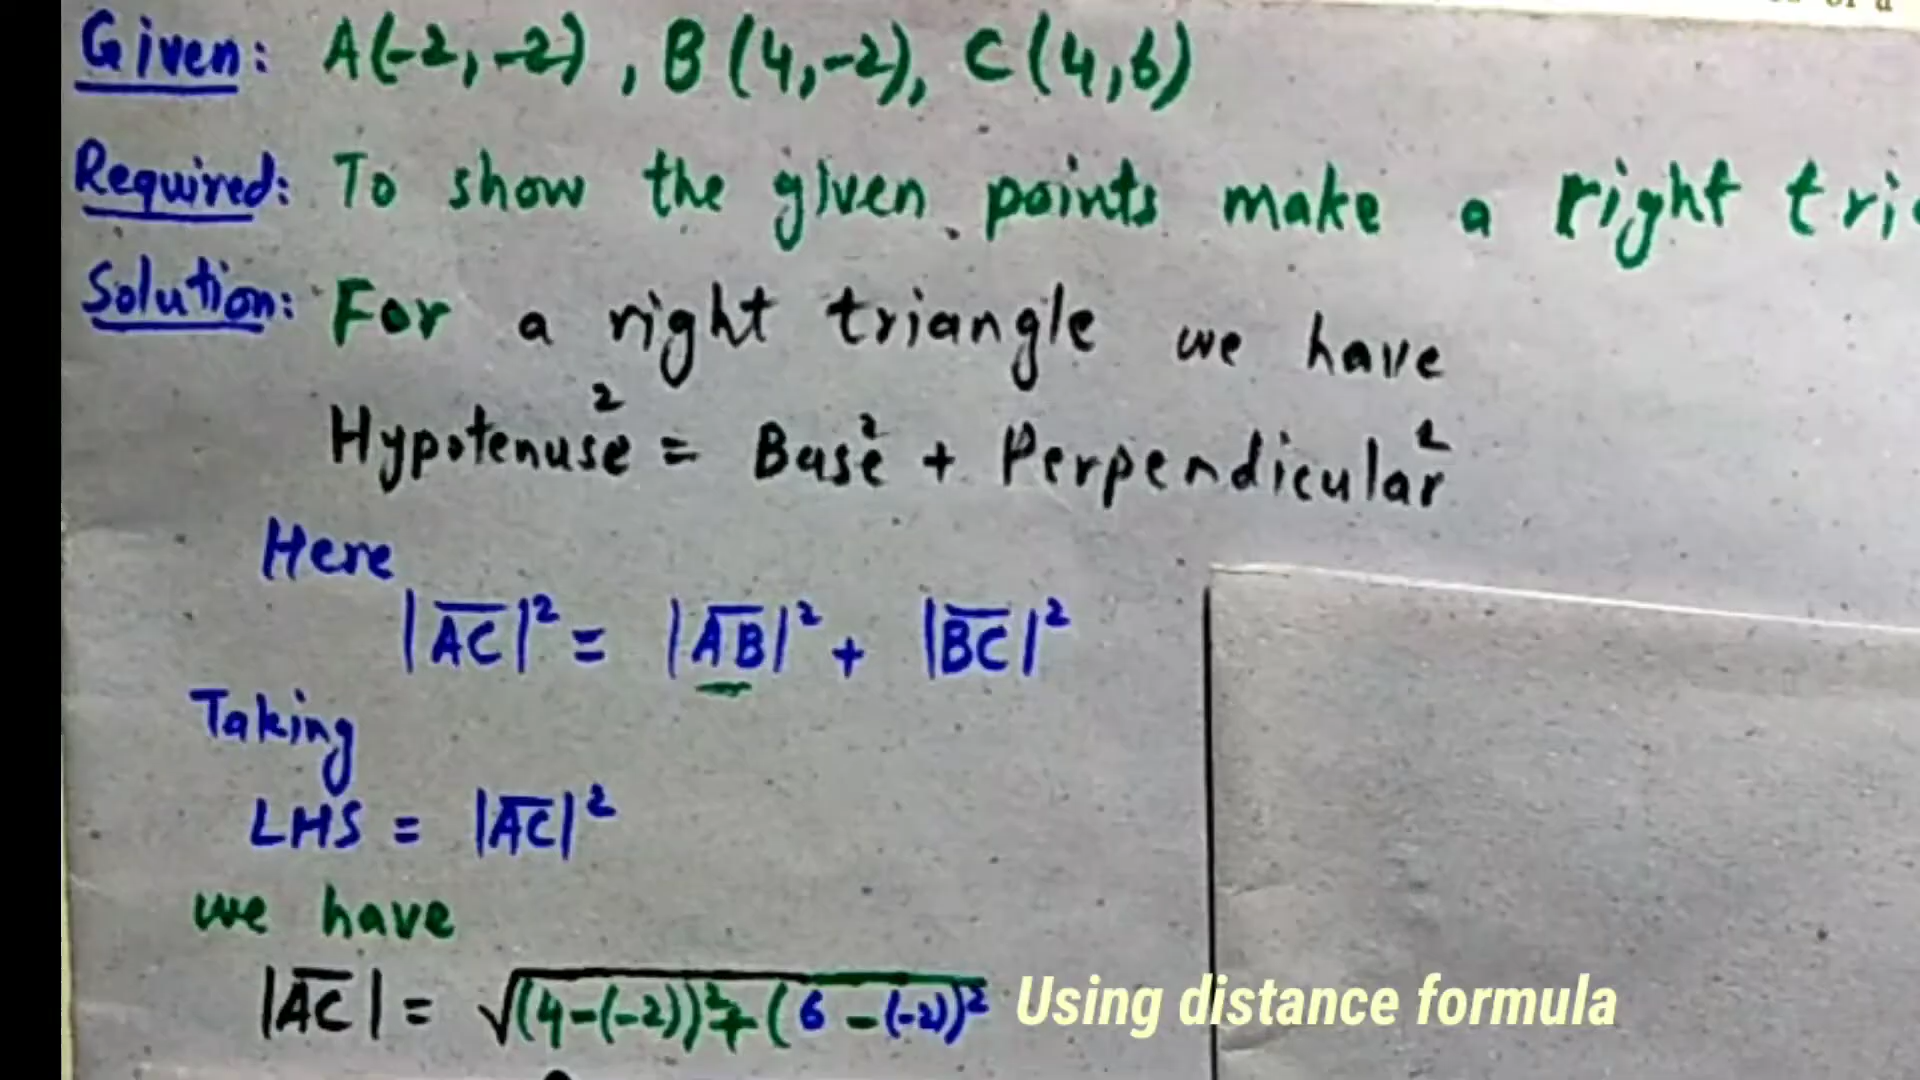 Given: A(-2,-2), B(4,-2), C(4,6)
Required: To show the given points make a right tri
Solution: For a right triangle we have
Hypotenuse² = Base² + Perpendicular²
Here
|AC|² = |AB|² + |BC|²
Taking
LHS = |AC|²
we have
|AC| = √(4-(-2))²+(6-(-2))² Using distance formula